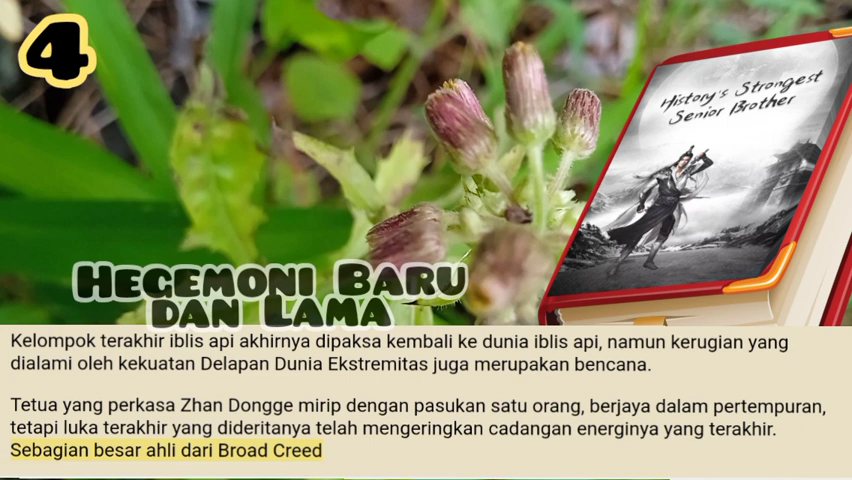 4
History's Strongest
Senior Brother
HEGEMONI BARU
DAN LAMA
Kelompok terakhir iblis api akhirnya dipaksa kembali ke dunia iblis api, namun kerugian yang
dialami oleh kekuatan Delapan Dunia Ekstremitas juga merupakan bencana.
Tetua yang perkasa Zhan Dongge mirip dengan pasukan satu orang, berjaya dalam pertempuran,
tetapi luka terakhir yang dideritanya telah mengeringkan cadangan energinya yang terakhir.
Sebagian besar ahli dari Broad Creed